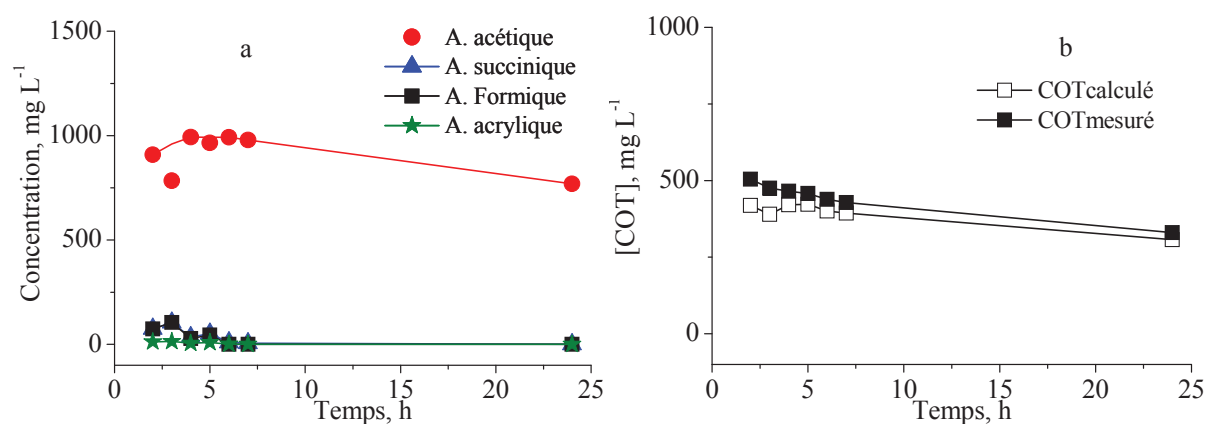 a
A. acétique
A. succinique
A. Formique
A. acrylique
1500
1000
500
0
Concentration, mg L-1
0 5 10 15 20 25
Temps, h
b
COTcalculé
COTmesuré
1000
500
0
[COT], mg L-1
0 5 10 15 20 25
Temps, h